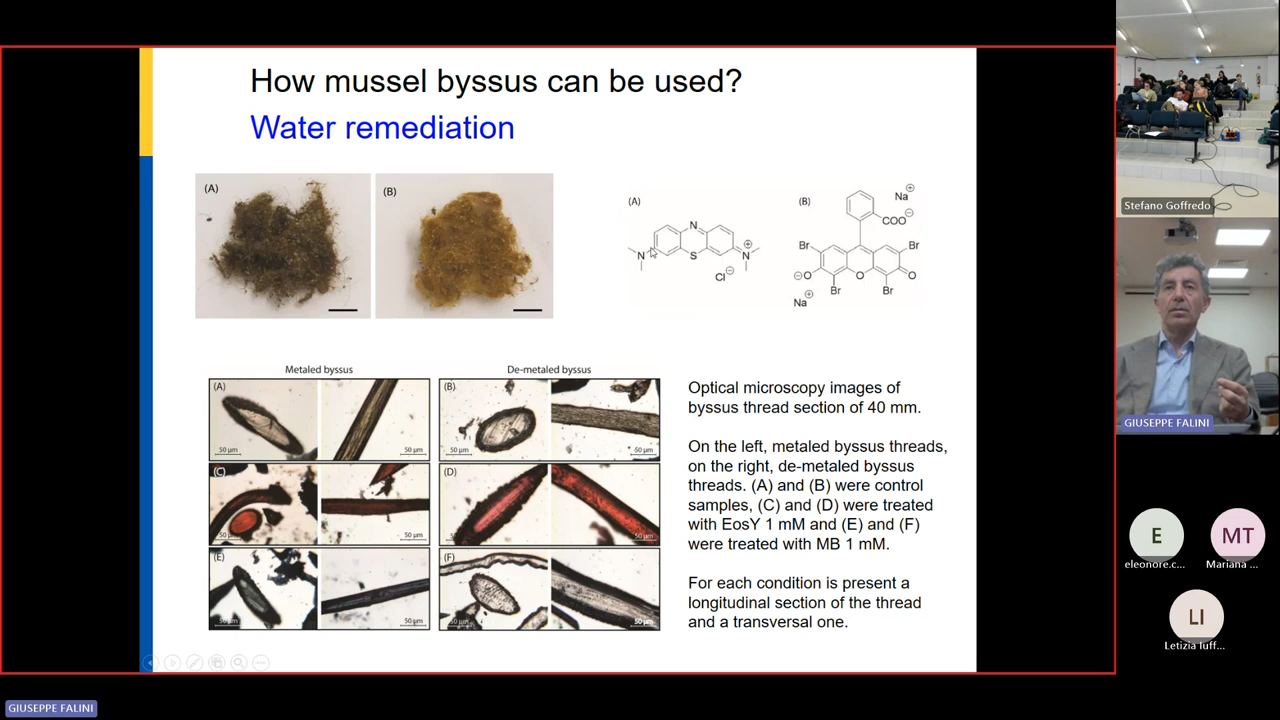 How mussel byssus can be used?
Water remediation
(A)
(B)
(A)
N
N
S
N
⊕
Cl⊖
(B)
Na⊕
COO⊖
Br
Br
⊖O
O
O
Br
Br
Na⊕
Metaled byssus
De-metaled byssus
(A)
50 µm
50 µm
(B)
50 µm
50 µm
(C)
50 µm
50 µm
(D)
50 µm
50 µm
(E)
50 µm
50 µm
(F)
50 µm
50 µm
Optical microscopy images of
byssus thread section of 40 mm.
On the left, metaled byssus threads,
on the right, de-metaled byssus
threads. (A) and (B) were control
samples, (C) and (D) were treated
with EosY 1 mM and (E) and (F)
were treated with MB 1 mM.
For each condition is present a
longitudinal section of the thread
and a transversal one.
Stefano Goffredo
GIUSEPPE FALINI
E
eleonore.c...
MT
Mariana ...
LI
Letizia Iuff...
GIUSEPPE FALINI